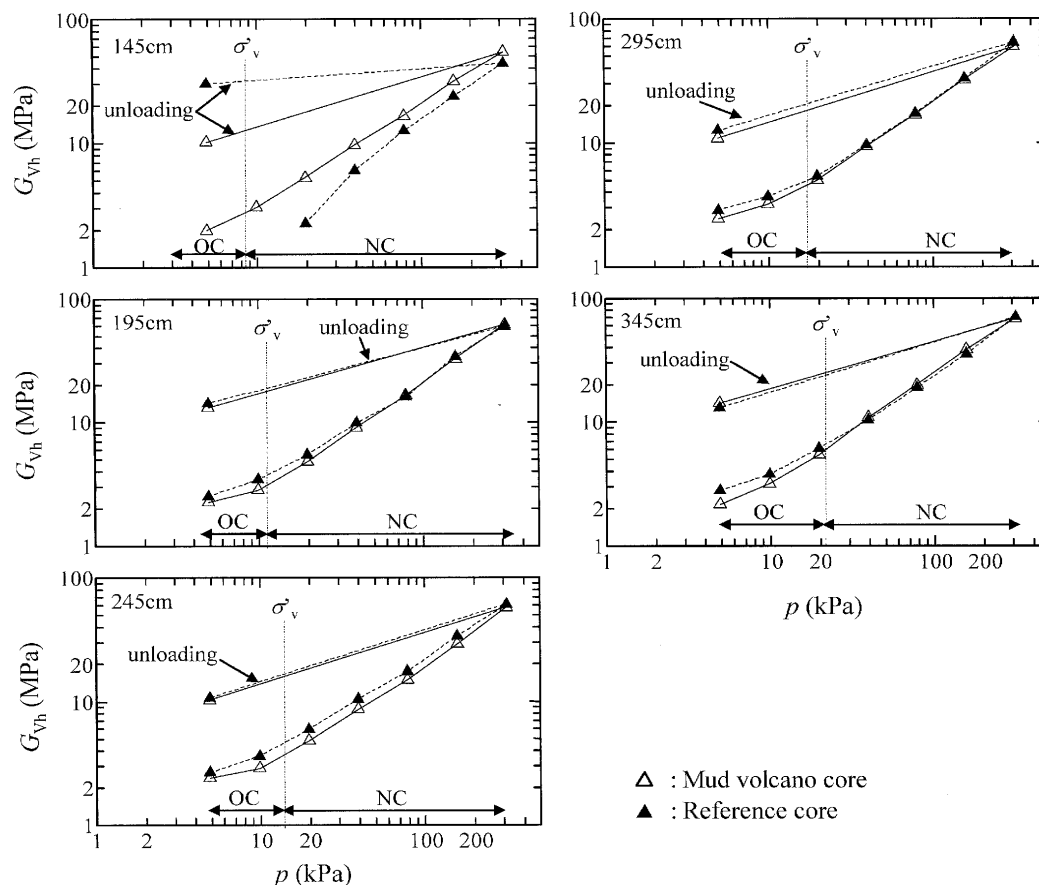 145cm
σ'v
unloading
OC
NC
GVh (MPa)
100
20
10
2
1
295cm
σ'v
unloading
OC
NC
100
20
10
2
1
195cm
σ'v
unloading
OC
NC
GVh (MPa)
100
20
10
2
1
345cm
σ'v
unloading
OC
NC
100
20
10
2
1
1 2 10 20 100 200
p (kPa)
245cm
σ'v
unloading
OC
NC
GVh (MPa)
100
20
10
2
1
1 2 10 20 100 200
p (kPa)
△ : Mud volcano core
▲ : Reference core